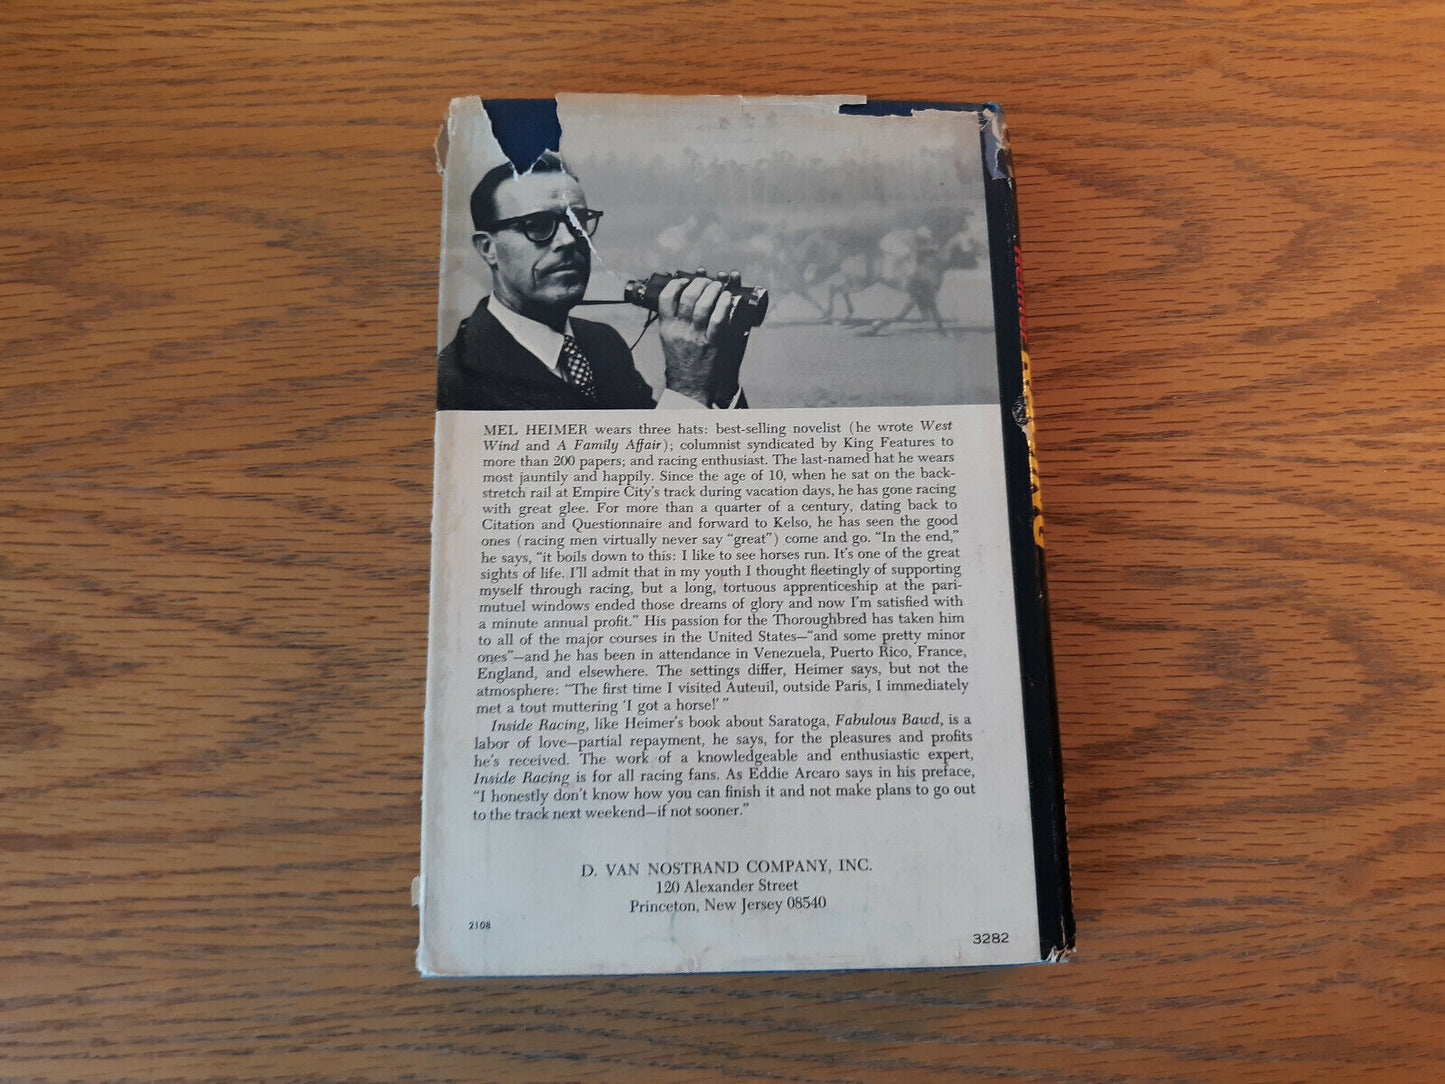 MEL HEIMER wears three hats: best-selling novelist (he wrote West
Wind and A Family Affair); columnist syndicated by King Features to
more than 200 papers; and racing enthusiast. The last-named hat he wears
most jauntily and happily. Since the age of 10, when he sat on the back-
stretch rail at Empire City's track during vacation days, he has gone racing
with great glee. For more than a quarter of a century, dating back to
Citation and Questionnaire and forward to Kelso, he has seen the good
ones (racing men virtually never say "great") come and go. "In the end,"
he says, "it boils down to this: I like to see horses run. It's one of the great
sights of life. I'll admit that in my youth I thought fleetingly of supporting
myself through racing, but a long, tortuous apprenticeship at the pari-
mutuel windows ended those dreams of glory and now I'm satisfied with
a minute annual profit." His passion for the Thoroughbred has taken him
to all of the major courses in the United States—"and some pretty minor
ones"—and he has been in attendance in Venezuela, Puerto Rico, France,
England, and elsewhere. The settings differ, Heimer says, but not the
atmosphere: "The first time I visited Auteuil, outside Paris, I immediately
met a tout muttering 'I got a horse!' "
Inside Racing, like Heimer's book about Saratoga, Fabulous Bawd, is a
labor of love—partial repayment, he says, for the pleasures and profits
he's received. The work of a knowledgeable and enthusiastic expert,
Inside Racing is for all racing fans. As Eddie Arcaro says in his preface,
"I honestly don't know how you can finish it and not make plans to go out
to the track next weekend—if not sooner."
D. VAN NOSTRAND COMPANY, INC.
120 Alexander Street
Princeton, New Jersey 08540
2108
3282